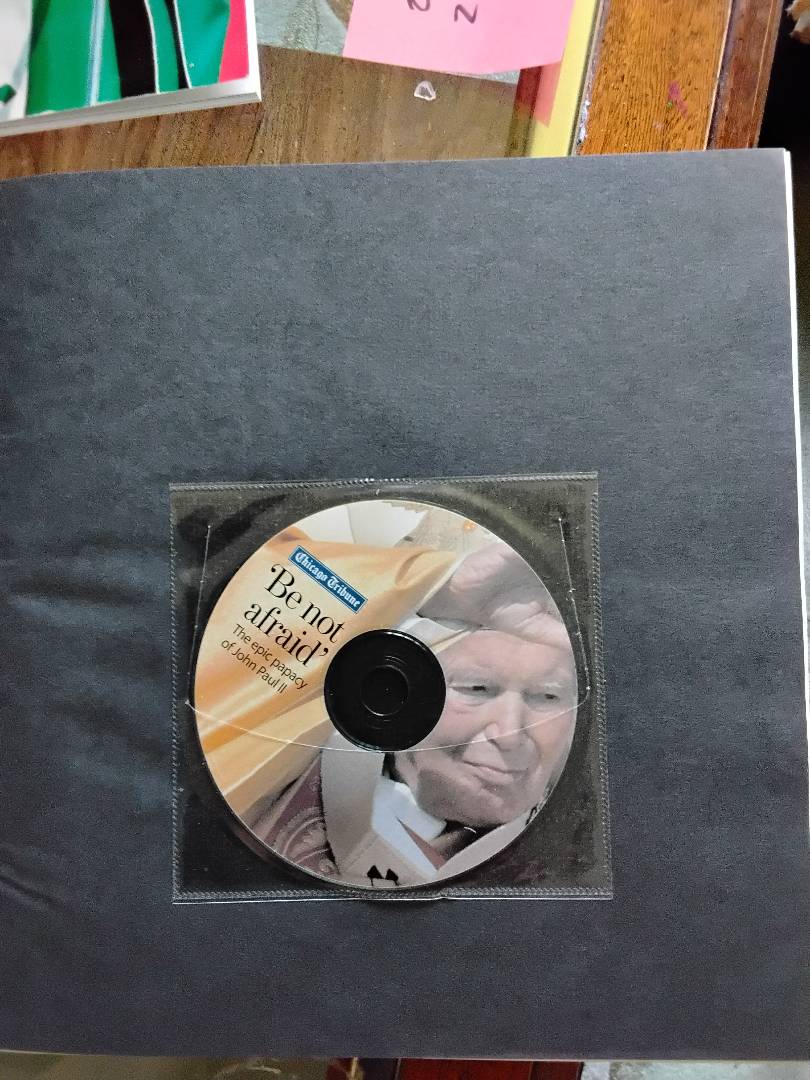 Chicago Tribune
'Be not
afraid'
The epic papacy
of John Paul II